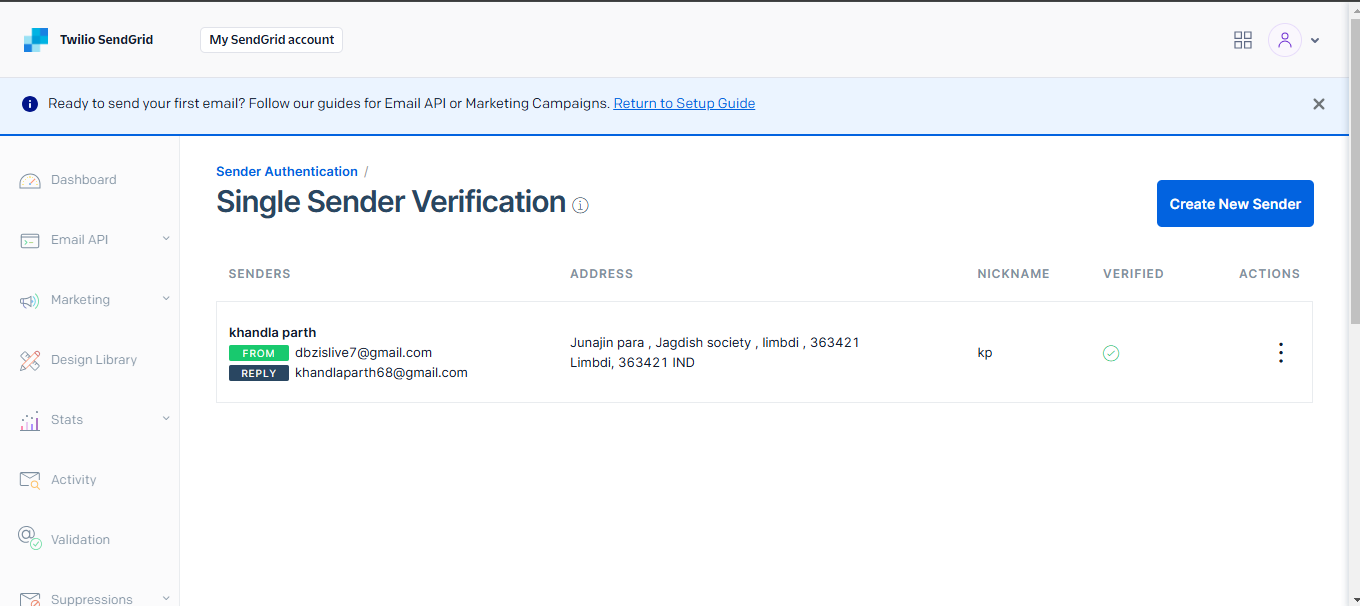 Twilio SendGrid
My SendGrid account
Ready to send your first email? Follow our guides for Email API or Marketing Campaigns. Return to Setup Guide
Dashboard
Email API
Marketing
Design Library
Stats
Activity
Validation
Suppressions
Sender Authentication /
Single Sender Verification
Create New Sender
SENDERS ADDRESS NICKNAME VERIFIED ACTIONS
khandla parth
FROM dbzislive7@gmail.com
REPLY khandlaparth68@gmail.com
Junajin para , Jagdish society , limbdi , 363421
Limbdi, 363421 IND
kp